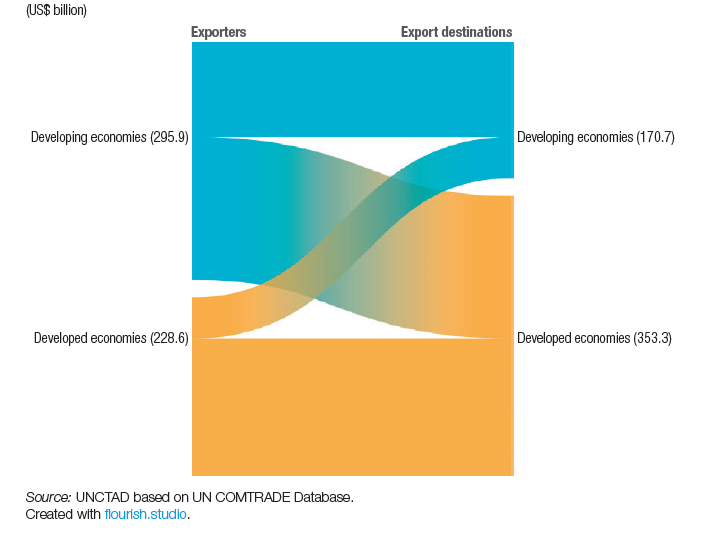 (US$ billion)
Exporters
Export destinations
Developing economies (295.9)
Developing economies (170.7)
Developed economies (228.6)
Developed economies (353.3)
Source: UNCTAD based on UN COMTRADE Database.
Created with flourish.studio.